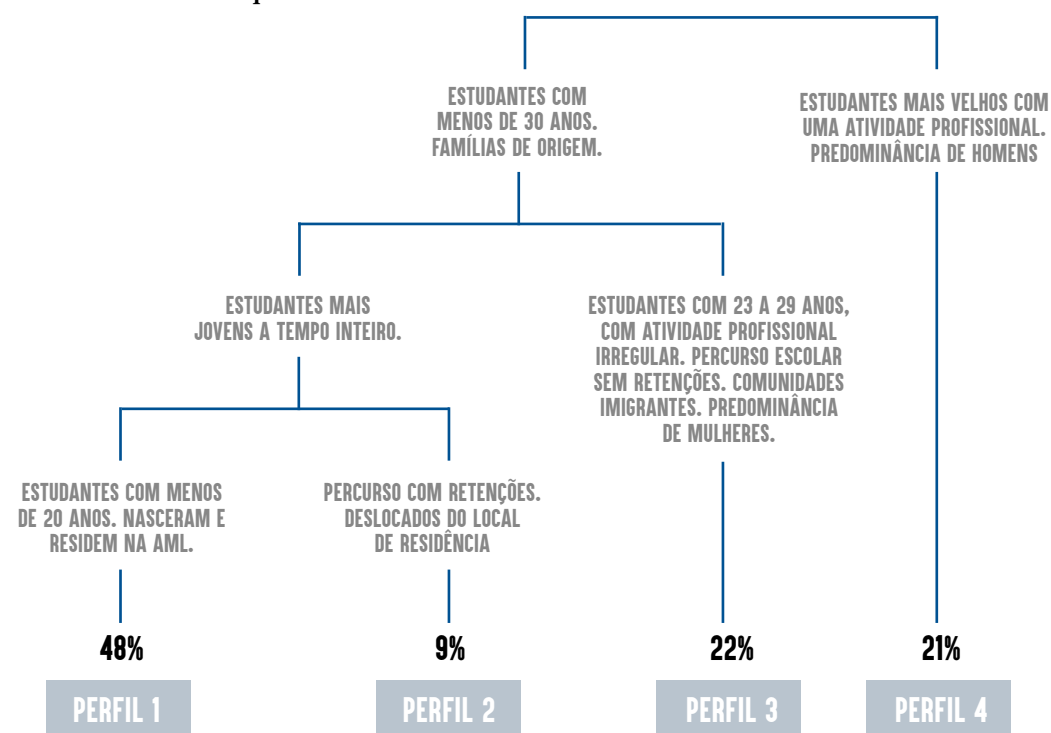 ESTUDANTES COM
MENOS DE 30 ANOS.
FAMÍLIAS DE ORIGEM.
ESTUDANTES MAIS VELHOS COM
UMA ATIVIDADE PROFISSIONAL.
PREDOMINÂNCIA DE HOMENS
ESTUDANTES MAIS
JOVENS A TEMPO INTEIRO.
ESTUDANTES COM 23 A 29 ANOS,
COM ATIVIDADE PROFISSIONAL
IRREGULAR. PERCURSO ESCOLAR
SEM RETENÇÕES. COMUNIDADES
IMIGRANTES. PREDOMINÂNCIA
DE MULHERES.
ESTUDANTES COM MENOS
DE 20 ANOS. NASCERAM E
RESIDEM NA AML.
PERCURSO COM RETENÇÕES.
DESLOCADOS DO LOCAL
DE RESIDÊNCIA
48%
9%
22%
21%
PERFIL 1
PERFIL 2
PERFIL 3
PERFIL 4